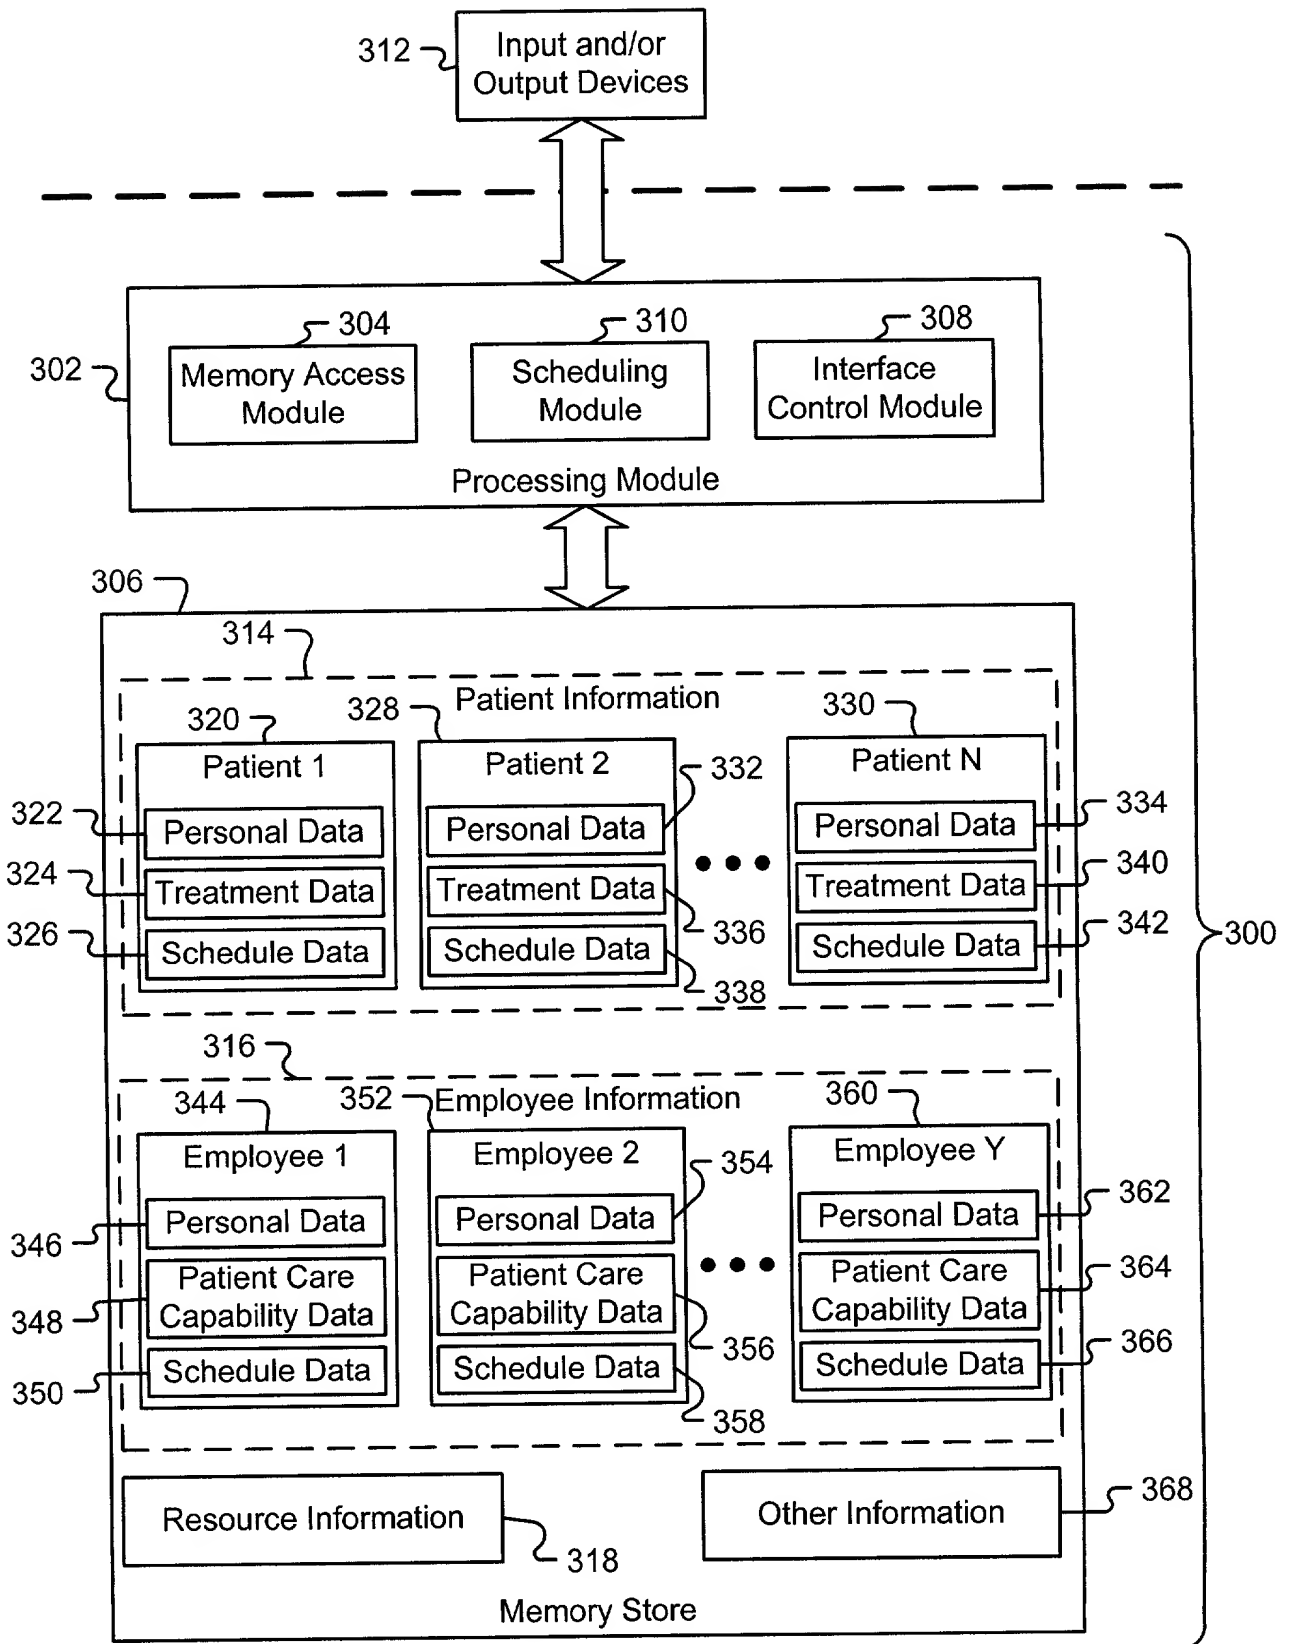 312
Input and/or
Output Devices
304
310
308
302
Memory Access
Module
Scheduling
Module
Interface
Control Module
Processing Module
306
314
Patient Information
320
328
330
Patient 1
Patient 2
Patient N
332
322
Personal Data
Personal Data
Personal Data
334
324
Treatment Data
Treatment Data
Treatment Data
340
336
326
Schedule Data
Schedule Data
Schedule Data
342
338
300
316
Employee Information
344
352
360
Employee 1
Employee 2
Employee Y
354
346
Personal Data
Personal Data
Personal Data
362
348
Patient Care
Capability Data
Patient Care
Capability Data
Patient Care
Capability Data
364
356
350
Schedule Data
Schedule Data
Schedule Data
366
358
Resource Information
318
Other Information
368
Memory Store